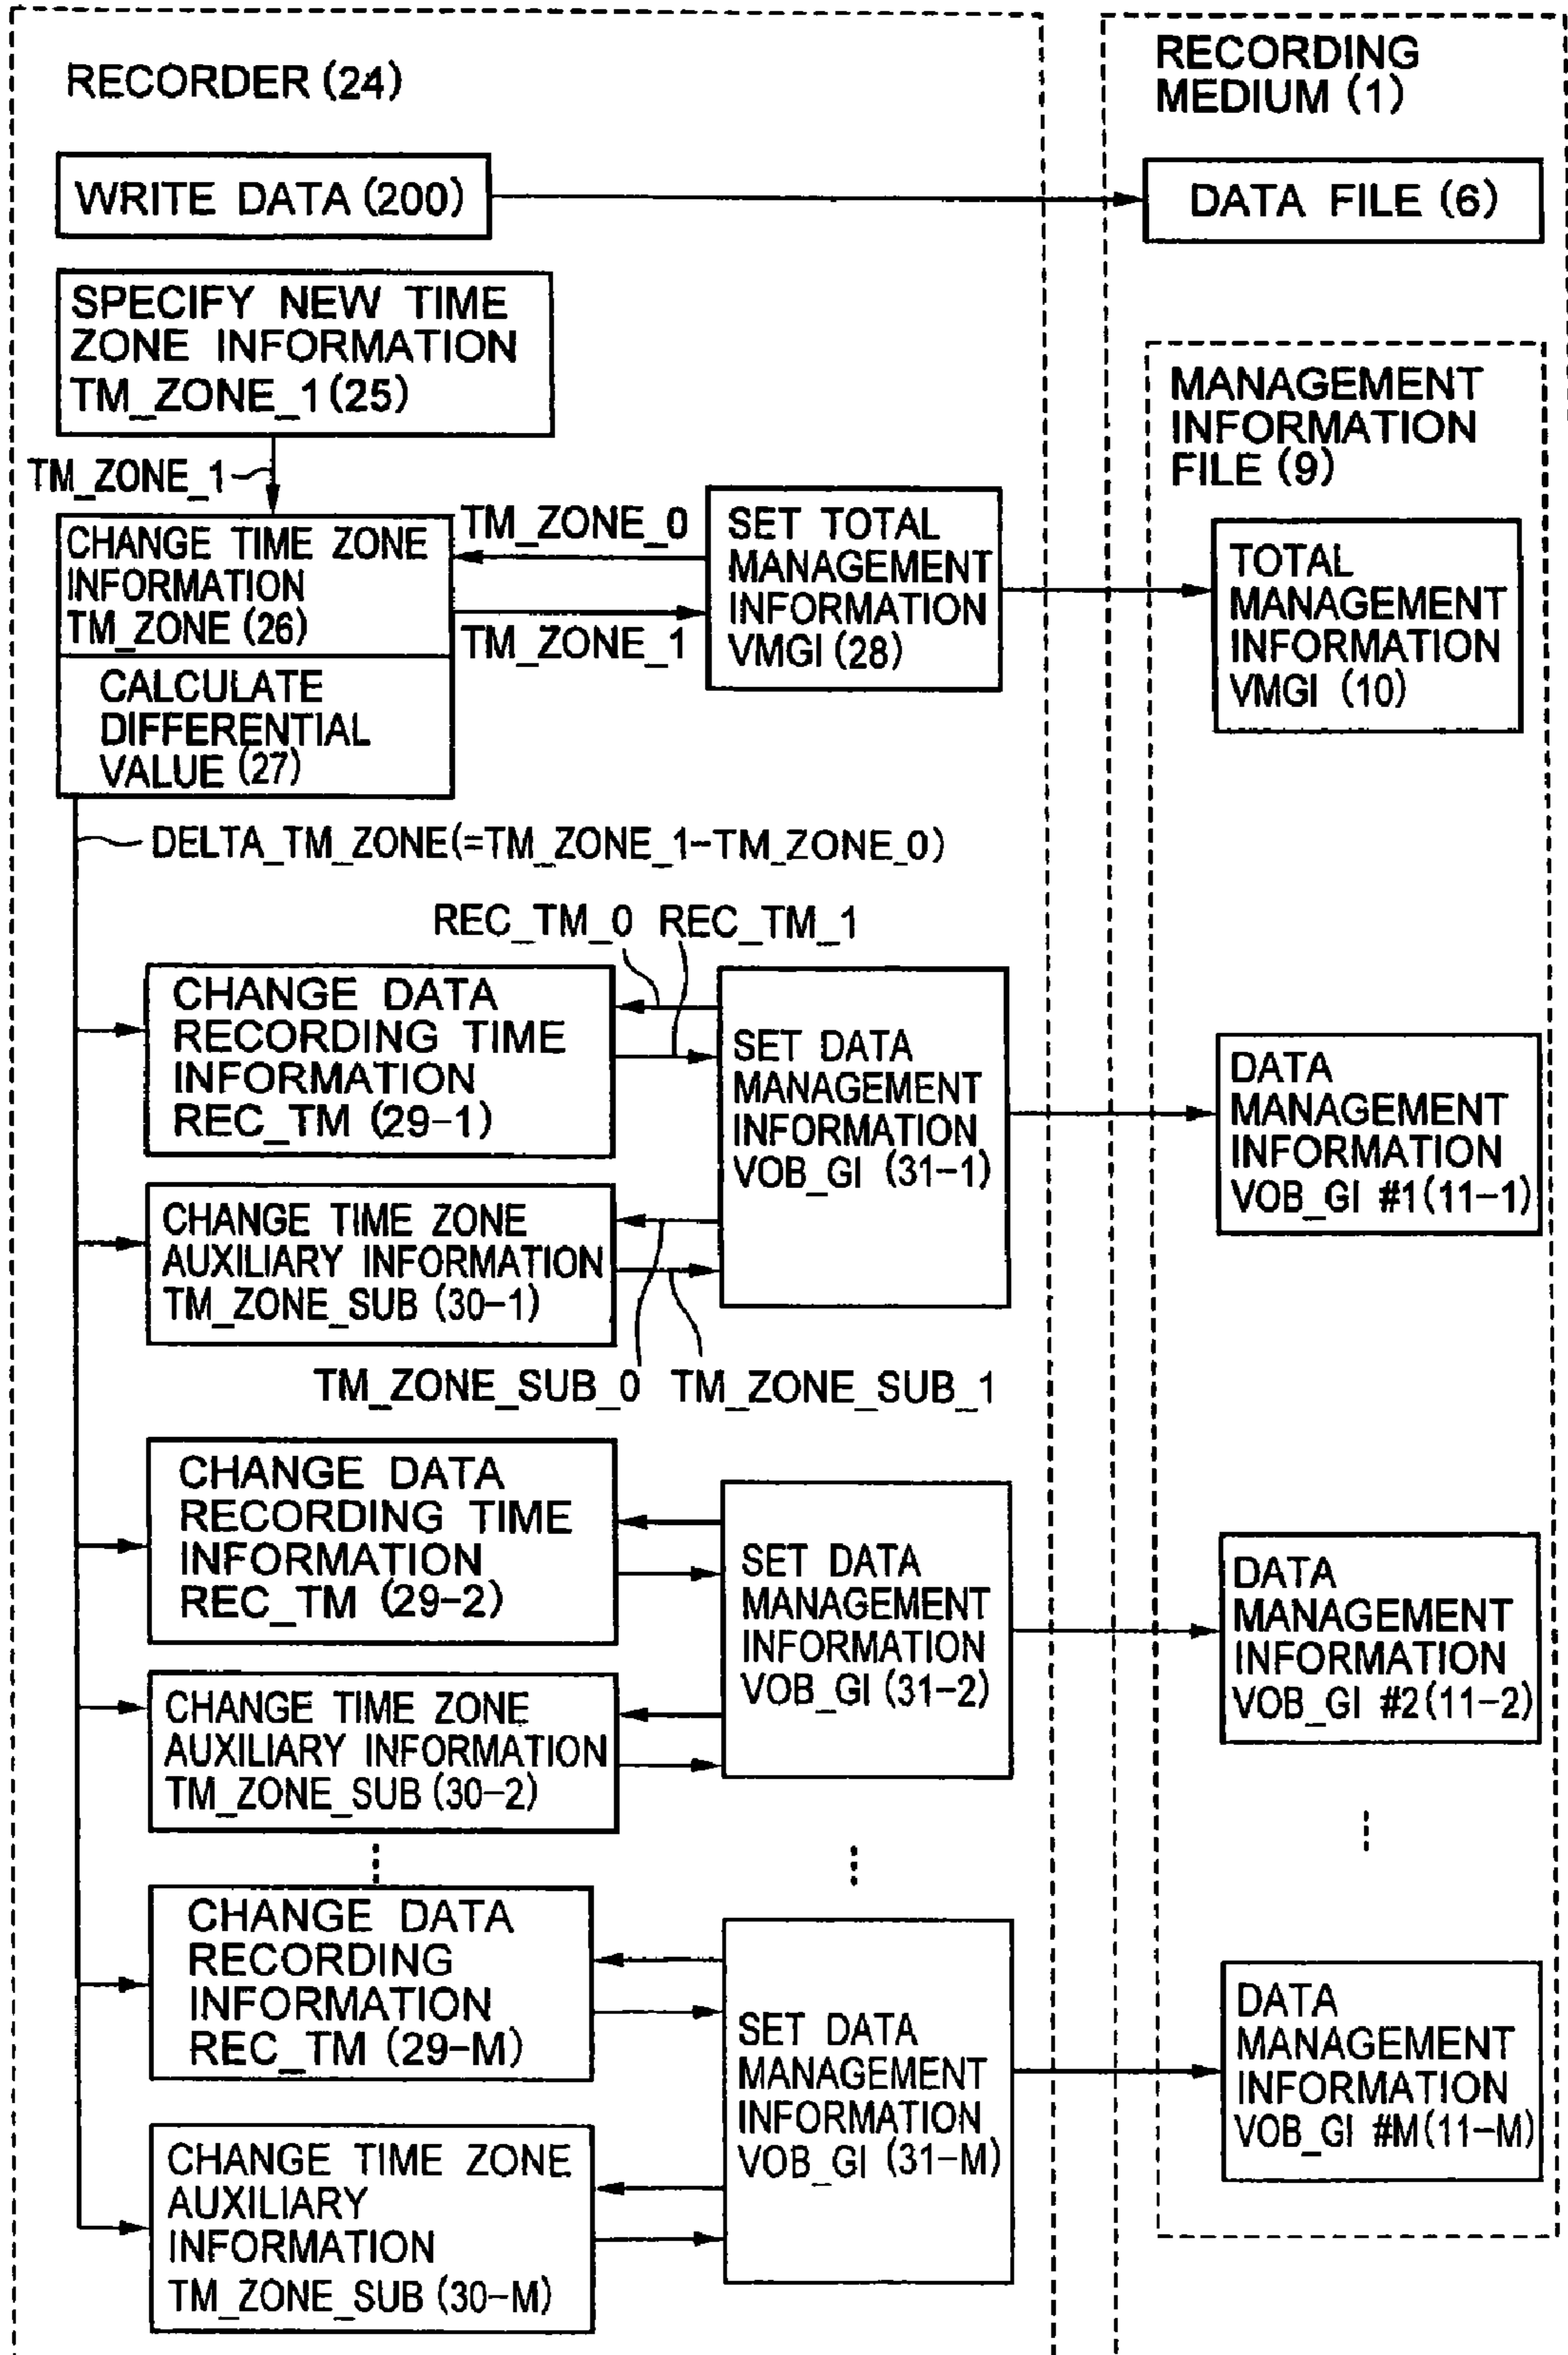 RECORDER (24)
RECORDING
MEDIUM (1)
WRITE DATA (200)
DATA FILE (6)
SPECIFY NEW TIME
ZONE INFORMATION
TM_ZONE_1 (25)
MANAGEMENT
INFORMATION
FILE (9)
TM_ZONE_1
CHANGE TIME ZONE
INFORMATION
TM_ZONE (26)
TM_ZONE_0
TM_ZONE_1
SET TOTAL
MANAGEMENT
INFORMATION
VMGI (28)
TOTAL
MANAGEMENT
INFORMATION
VMGI (10)
CALCULATE
DIFFERENTIAL
VALUE (27)
DELTA_TM_ZONE(=TM_ZONE_1-TM_ZONE_0)
REC_TM_0 REC_TM_1
CHANGE DATA
RECORDING TIME
INFORMATION
REC_TM (29-1)
SET DATA
MANAGEMENT
INFORMATION
VOB_GI (31-1)
DATA
MANAGEMENT
INFORMATION
VOB_GI #1(11-1)
CHANGE TIME ZONE
AUXILIARY INFORMATION
TM_ZONE_SUB (30-1)
TM_ZONE_SUB_0 TM_ZONE_SUB_1
CHANGE DATA
RECORDING TIME
INFORMATION
REC_TM (29-2)
SET DATA
MANAGEMENT
INFORMATION
VOB_GI (31-2)
DATA
MANAGEMENT
INFORMATION
VOB_GI #2(11-2)
CHANGE TIME ZONE
AUXILIARY INFORMATION
TM_ZONE_SUB (30-2)
CHANGE DATA
RECORDING
INFORMATION
REC_TM (29-M)
SET DATA
MANAGEMENT
INFORMATION
VOB_GI (31-M)
DATA
MANAGEMENT
INFORMATION
VOB_GI #M(11-M)
CHANGE TIME ZONE
AUXILIARY
INFORMATION
TM_ZONE_SUB (30-M)